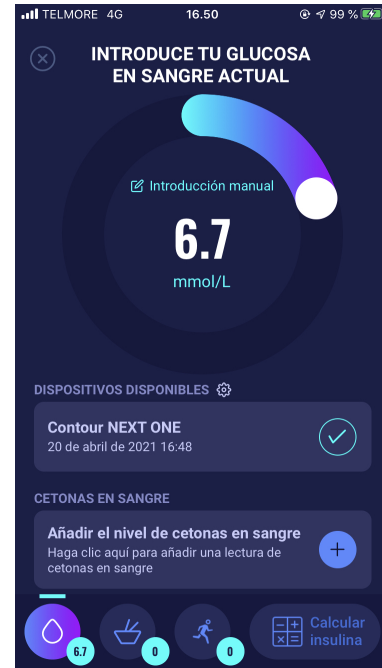 TELMORE 4G 16.50 99 %
INTRODUCE TU GLUCOSA
EN SANGRE ACTUAL
Introducción manual
6.7
mmol/L
DISPOSITIVOS DISPONIBLES
Contour NEXT ONE
20 de abril de 2021 16:48
CETONAS EN SANGRE
Añadir el nivel de cetonas en sangre
Haga clic aquí para añadir una lectura de
cetonas en sangre
6.7 0 0
Calcular
insulina